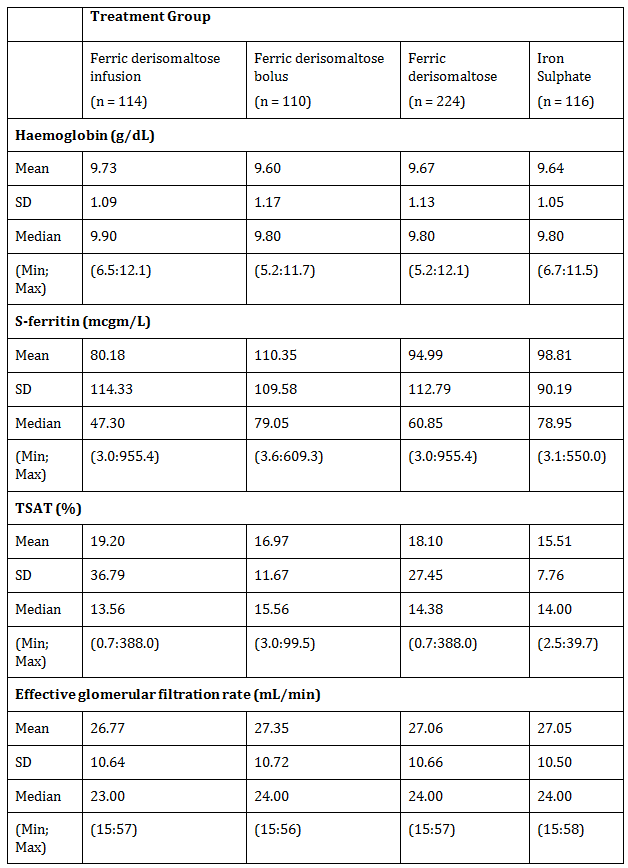 Treatment Group
Ferric derisomaltose infusion (n = 114) Ferric derisomaltose bolus (n = 110) Ferric derisomaltose (n = 224) Iron Sulphate (n = 116)
Haemoglobin (g/dL)
Mean 9.73 9.60 9.67 9.64
SD 1.09 1.17 1.13 1.05
Median 9.90 9.80 9.80 9.80
(Min; Max) (6.5:12.1) (5.2:11.7) (5.2:12.1) (6.7:11.5)
S-ferritin (mcgm/L)
Mean 80.18 110.35 94.99 98.81
SD 114.33 109.58 112.79 90.19
Median 47.30 79.05 60.85 78.95
(Min; Max) (3.0:955.4) (3.6:609.3) (3.0:955.4) (3.1:550.0)
TSAT (%)
Mean 19.20 16.97 18.10 15.51
SD 36.79 11.67 27.45 7.76
Median 13.56 15.56 14.38 14.00
(Min; Max) (0.7:388.0) (3.0:99.5) (0.7:388.0) (2.5:39.7)
Effective glomerular filtration rate (mL/min)
Mean 26.77 27.35 27.06 27.05
SD 10.64 10.72 10.66 10.50
Median 23.00 24.00 24.00 24.00
(Min; Max) (15:57) (15:56) (15:57) (15:58)